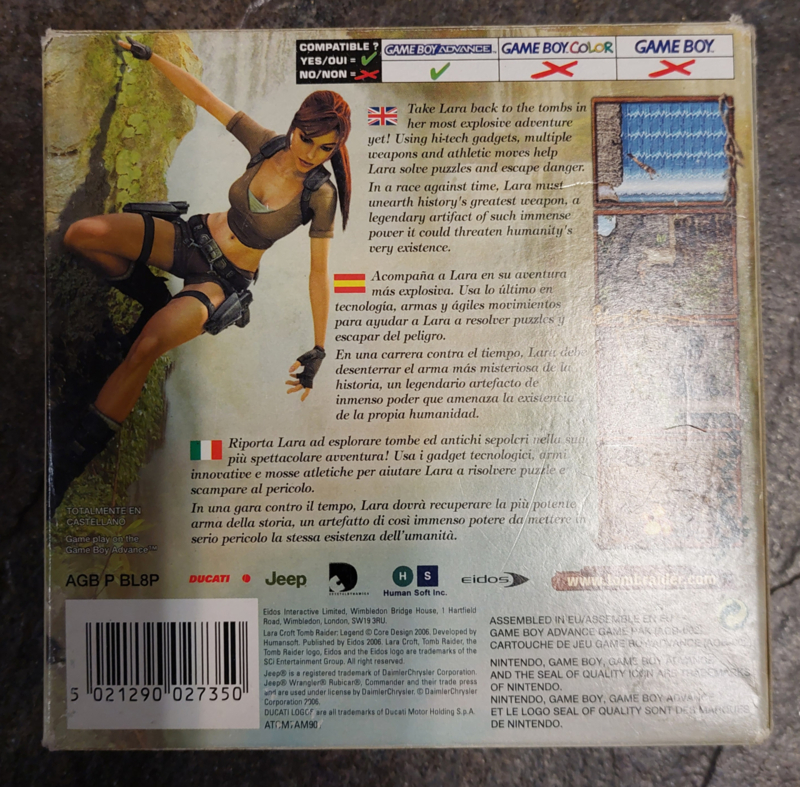 COMPATIBLE ?
YES/OUI =
NO/NON =
GAME BOY ADVANCE
GAME BOY COLOR
GAME BOY
Take Lara back to the tombs in
her most explosive adventure
yet! Using hi-tech gadgets, multiple
weapons and athletic moves help
Lara solve puzzles and escape danger.
In a race against time, Lara must
unearth history's greatest weapon, a
legendary artifact of such immense
power it could threaten humanity's
very existence.
Acompaña a Lara en su aventura
más explosiva. Usa lo último en
tecnologia, armas y ágiles movimientos
para ayudar a Lara a resolver puzzles y
escapar del peligro.
En una carrera contra el tiempo, Lara debe
desenterrar el arma más misteriosa de la
historia, un legendario artefacto de
inmenso poder que amenaza la existencia
de la propia humanidad.
Riporta Lara ad esplorare tombe ed antichi sepolcri nella sua
più spettacolare avventura! Usa i gadget tecnologici, armi
innovative e mosse atletiche per aiutare Lara a risolvere puzzle e
scampare al pericolo.
In una gara contro il tempo, Lara dovrà recuperare la più potente
arma della storia, un artefatto di così immenso potere da mettere in
serio pericolo la stessa esistenza dell'umanità.
TOTALMENTE EN
CASTELLANO
Game play on the
Game Boy Advance™
AGB P BL8P
DUCATI
Jeep
H S
Human Soft Inc.
eidos
www.tombraider.com
5 021290 027350
Eidos Interactive Limited, Wimbledon Bridge House, 1 Hartfield
Road, Wimbledon, London, SW19 3RU.
Lara Croft Tomb Raider: Legend © Core Design 2006. Developed by
Humansoft. Published by Eidos 2006. Lara Croft, Tomb Raider, the
Tomb Raider logo, Eidos and the Eidos logo are trademarks of the
SCi Entertainment Group. All right reserved.
Jeep® is a registered trademark of DaimlerChrysler Corporation.
Jeep® Wrangler® Rubicon®, Commander and their trade dress
are used under license by DaimlerChrysler. © DaimlerChrysler
Corporation 2006.
DUCATI LOGO are all trademarks of Ducati Motor Holding S.p.A.
ASSEMBLED IN EU/ASSEMBLE EN EU
GAME BOY ADVANCE GAME PAK
CARTOUCHE DE JEU GAME BOY ADVANCE
NINTENDO, GAME BOY, GAME BOY ADVANCE
AND THE SEAL OF QUALITY ICON ARE TRADEMARKS
OF NINTENDO.
NINTENDO, GAME BOY, GAME BOY ADVANCE
ET LE LOGO SEAL OF QUALITY SONT DES MARQUES
DE NINTENDO.